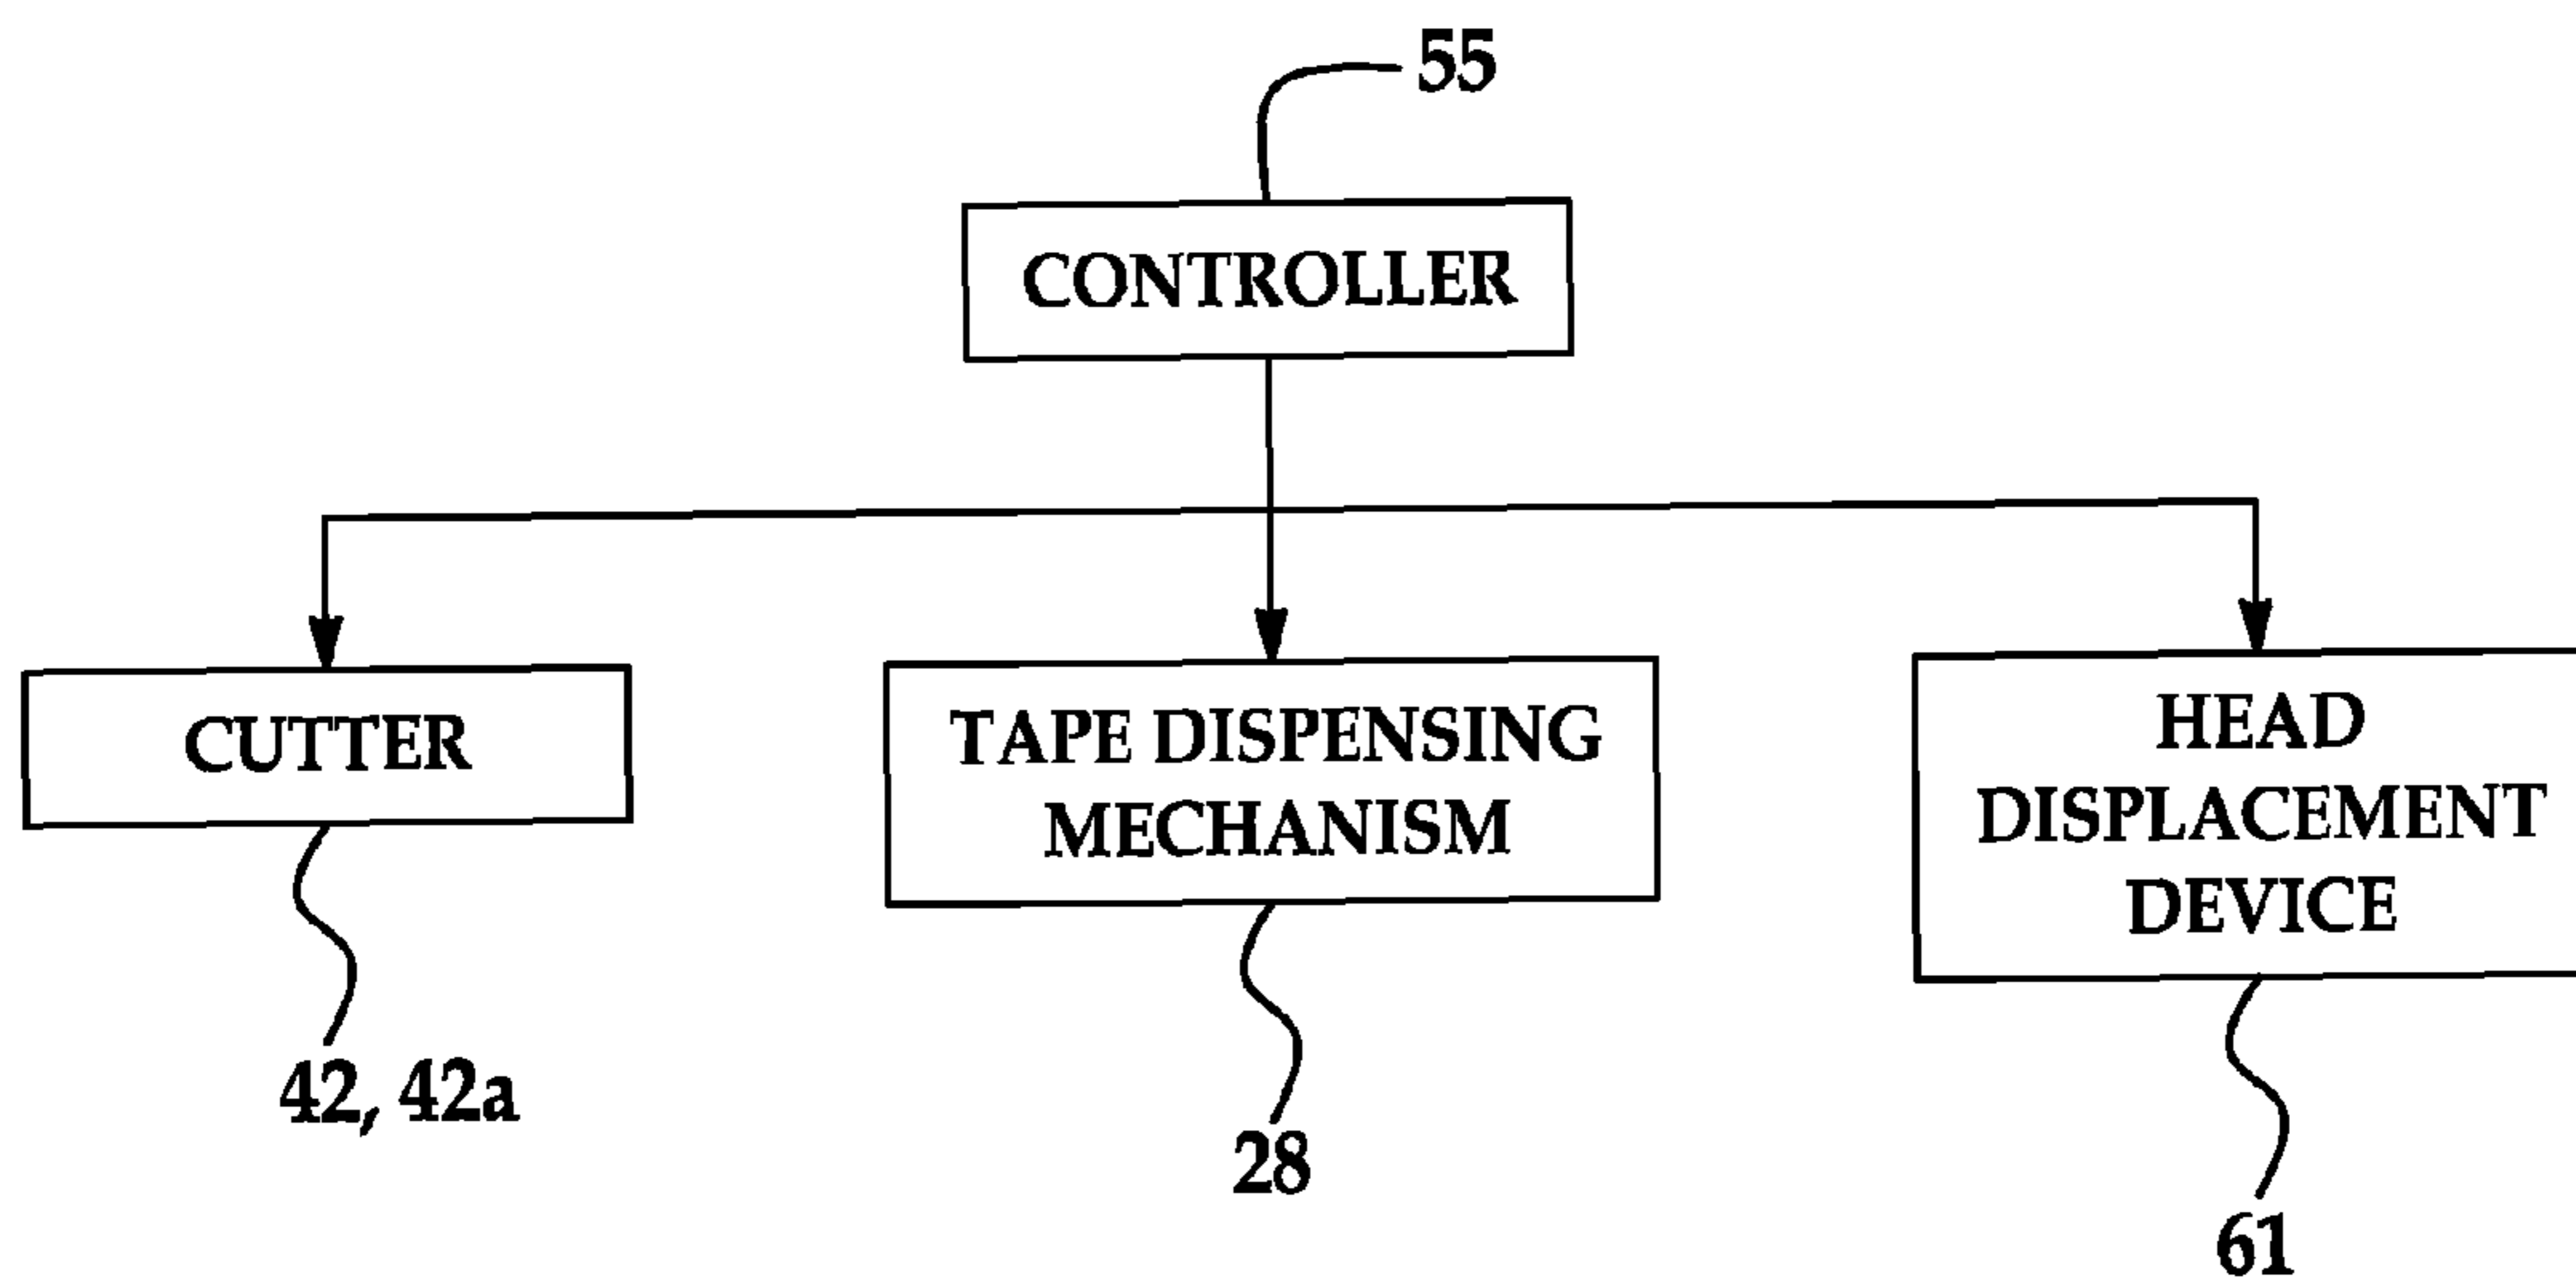 55
CONTROLLER
CUTTER
TAPE DISPENSING
MECHANISM
HEAD
DISPLACEMENT
DEVICE
42, 42a
28
61